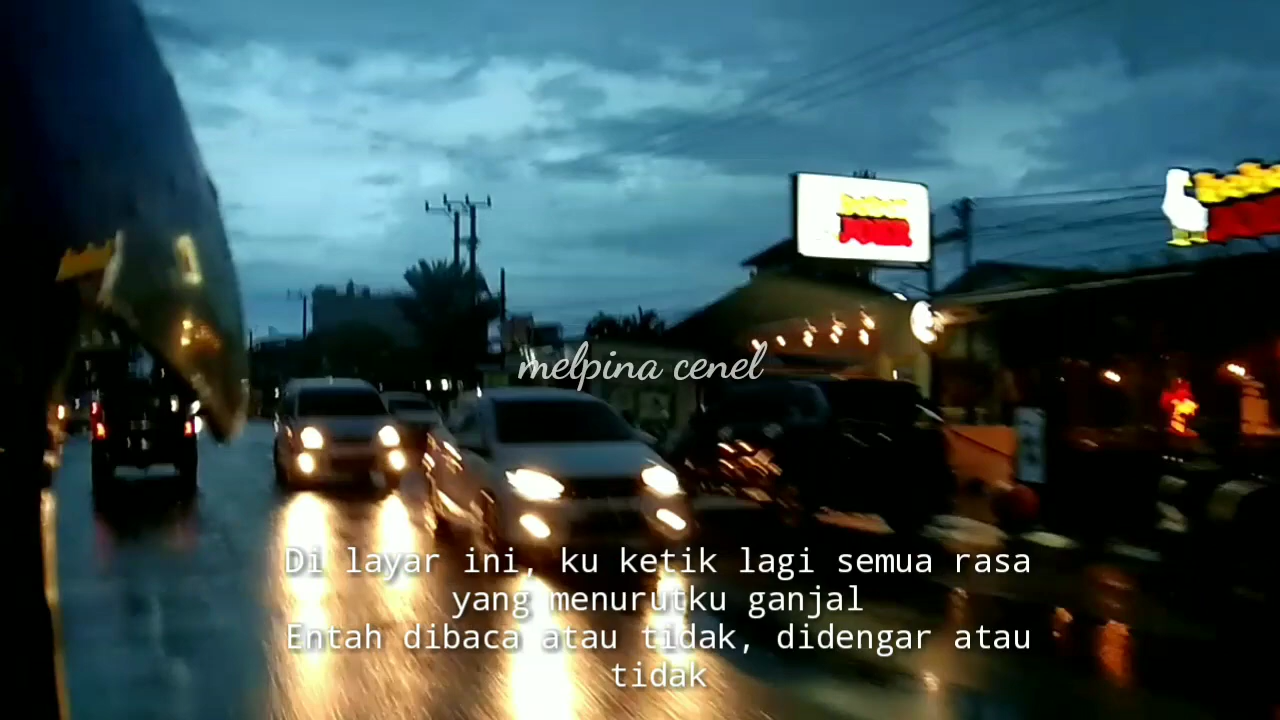 melpina cenel
Di layar ini, ku ketik lagi semua rasa
yang menurutku ganjal
Entah dibaca atau tidak, didengar atau
tidak